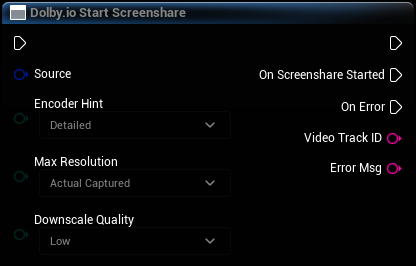 Dolby.io Start Screenshare
Source
On Screenshare Started
Encoder Hint
On Error
Detailed
Video Track ID
Max Resolution
Error Msg
Actual Captured
Downscale Quality
Low